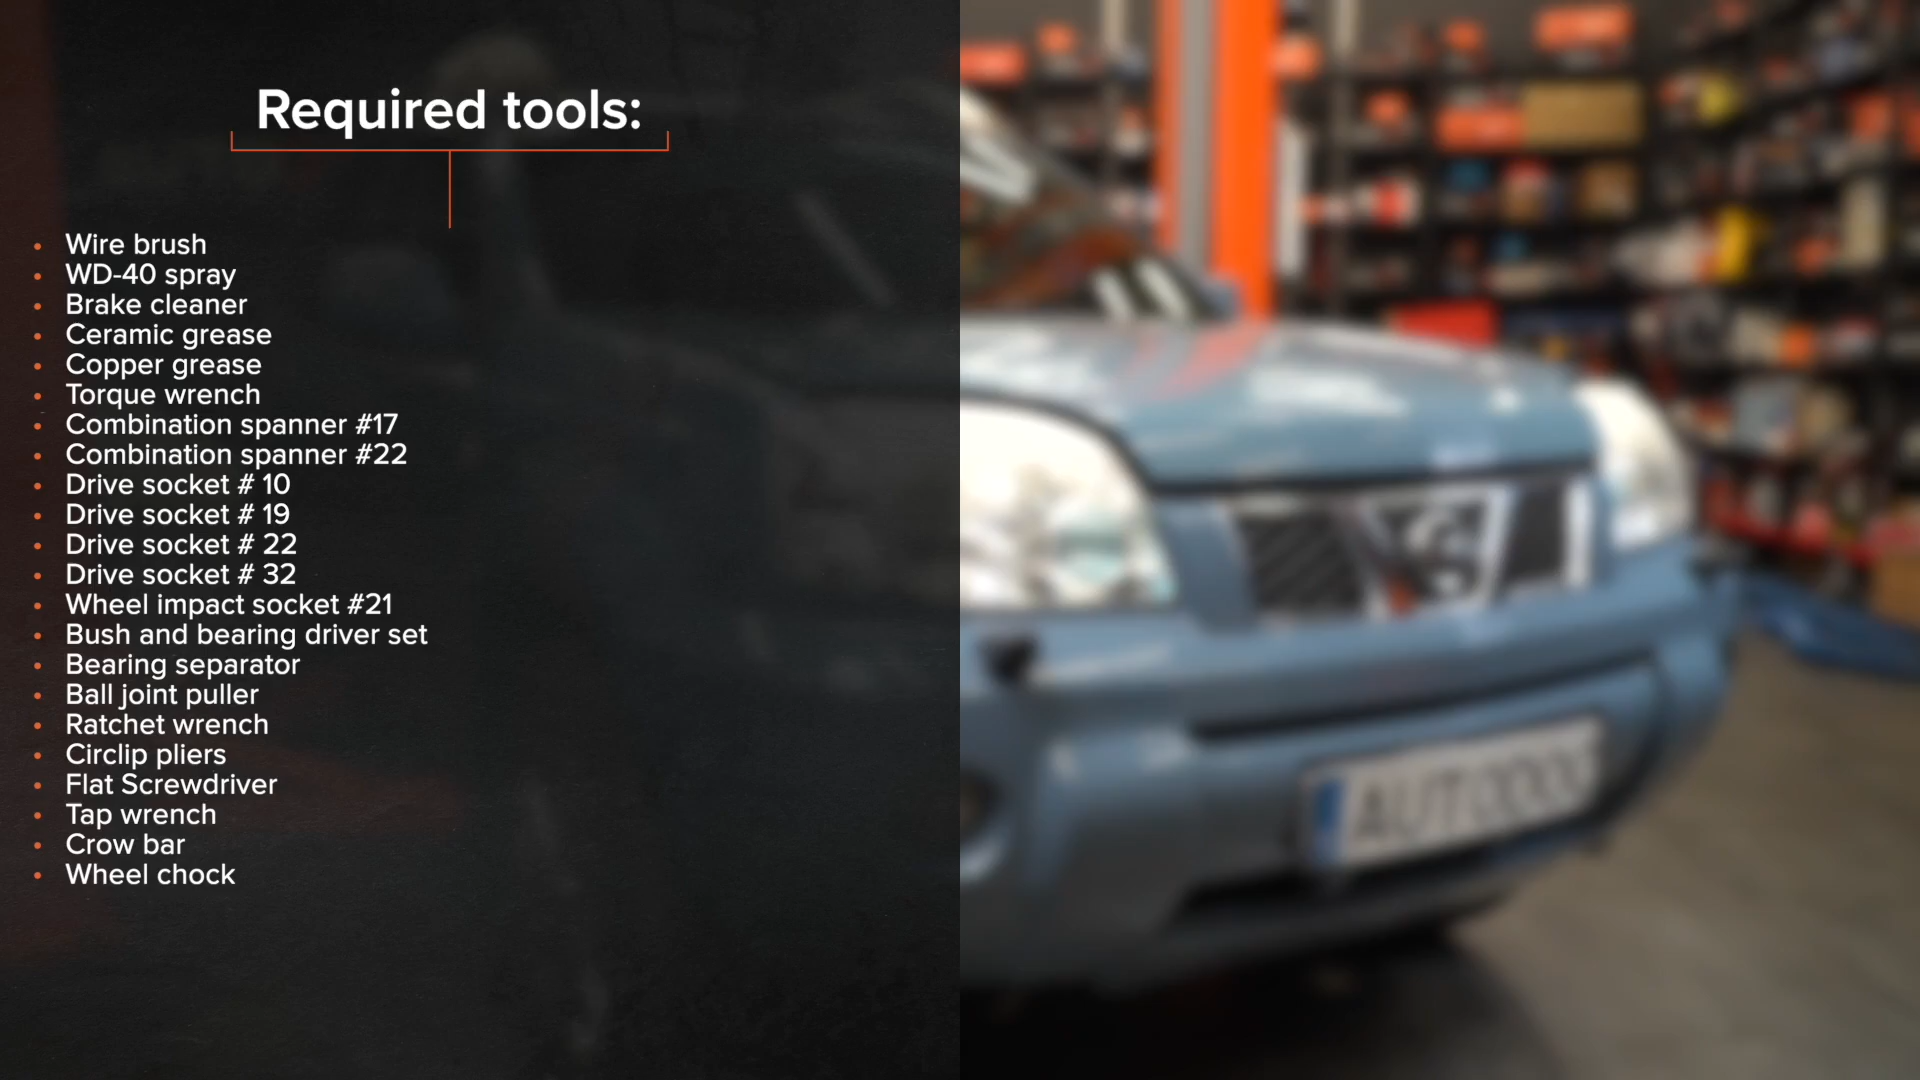 Required tools:
Wire brush
WD-40 spray
Brake cleaner
Ceramic grease
Copper grease
Torque wrench
Combination spanner #17
Combination spanner #22
Drive socket # 10
Drive socket # 19
Drive socket # 22
Drive socket # 32
Wheel impact socket #21
Bush and bearing driver set
Bearing separator
Ball joint puller
Ratchet wrench
Circlip pliers
Flat Screwdriver
Tap wrench
Crow bar
Wheel chock